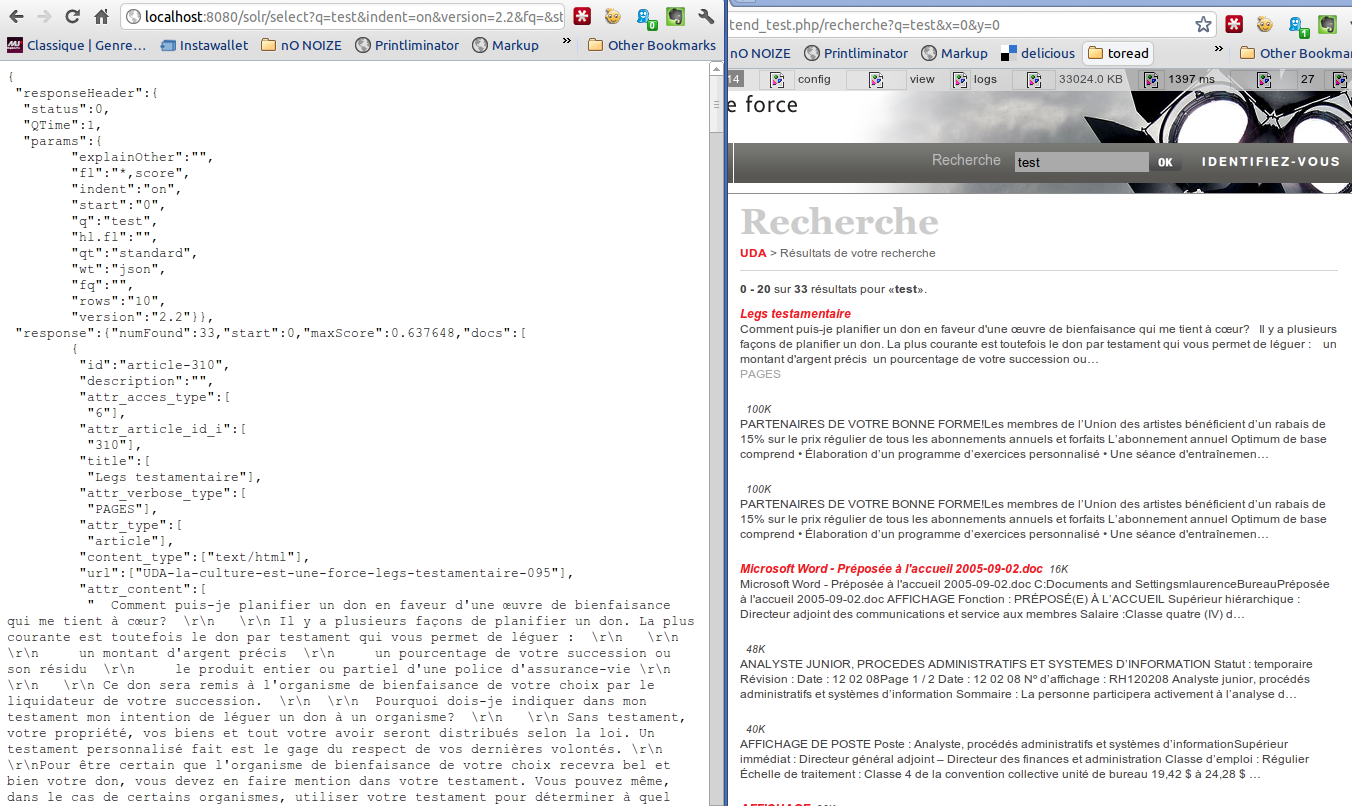 localhost:8080/solr/select?q=test&indent=on&version=2.2&fq=&st
Classique | Genre… Instawallet nO NOIZE Printliminator Markup » Other Bookmarks
{
"responseHeader":{
"status":0,
"QTime":1,
"params":{
"explainOther":"",
"fl":"*,score",
"indent":"on",
"start":"0",
"q":"test",
"hl.fl":"",
"qt":"standard",
"wt":"json",
"fq":"",
"rows":"10",
"version":"2.2"}},
"response":{"numFound":33,"start":0,"maxScore":0.637648,"docs":[
{
"id":"article-310",
"description":"",
"attr_acces_type":[
"6"],
"attr_article_id_i":[
"310"],
"title":[
"Legs testamentaire"],
"attr_verbose_type":[
"PAGES"],
"attr_type":[
"article"],
"content_type":["text/html"],
"url":["UDA-la-culture-est-une-force-legs-testamentaire-095"],
"attr_content":[
"  Comment puis-je planifier un don en faveur d'une œuvre de bienfaisance
qui me tient à cœur?  \r\n   \r\n Il y a plusieurs façons de planifier un don. La plus
courante est toutefois le don par testament qui vous permet de léguer :  \r\n   \r\n
\r\n     un montant d'argent précis  \r\n     un pourcentage de votre succession ou
son résidu  \r\n     le produit entier ou partiel d'une police d'assurance-vie \r\n
\r\n   \r\n Ce don sera remis à l'organisme de bienfaisance de votre choix par le
liquidateur de votre succession.  \r\n  \r\n  Pourquoi dois-je indiquer dans mon
testament mon intention de léguer un don à un organisme?  \r\n   \r\n Sans testament,
votre propriété, vos biens et tout votre avoir seront distribués selon la loi. Un
testament personnalisé fait est le gage du respect de vos dernières volontés. \r\n
\r\nPour être certain que l'organisme de bienfaisance de votre choix recevra bel et
bien votre don, vous devez en faire mention dans votre testament. Vous pouvez même,
dans le cas de certains organismes, utiliser votre testament pour déterminer à quel
tend_test.php/recherche?q=test&x=0&y=0
nO NOIZE Printliminator Markup delicious toread » Other Bookmar
14 config view logs 33024.0 KB 1397 ms 27
e force
Recherche test OK IDENTIFIEZ-VOUS
Recherche
UDA > Résultats de votre recherche
0 - 20 sur 33 résultats pour «test».
Legs testamentaire
Comment puis-je planifier un don en faveur d'une œuvre de bienfaisance qui me tient à cœur?   Il y a plusieurs
façons de planifier un don. La plus courante est toutefois le don par testament qui vous permet de léguer :    un
montant d'argent précis  un pourcentage de votre succession ou…
PAGES
100K
PARTENAIRES DE VOTRE BONNE FORME!Les membres de l’Union des artistes bénéficient d’un rabais de
15% sur le prix régulier de tous les abonnements annuels et forfaits L’abonnement annuel Optimum de base
comprend • Élaboration d’un programme d’exercices personnalisé • Une séance d'entraînemen…
100K
PARTENAIRES DE VOTRE BONNE FORME!Les membres de l’Union des artistes bénéficient d’un rabais de
15% sur le prix régulier de tous les abonnements annuels et forfaits L’abonnement annuel Optimum de base
comprend • Élaboration d’un programme d’exercices personnalisé • Une séance d'entraînemen…
Microsoft Word - Préposée à l'accueil 2005-09-02.doc 16K
Microsoft Word - Préposée à l'accueil 2005-09-02.doc C:Documents and SettingsmlaurenceBureauPréposée
à l'accueil 2005-09-02.doc AFFICHAGE Fonction : PRÉPOSÉ(E) À L’ACCUEIL Supérieur hiérarchique :
Directeur adjoint des communications et service aux membres Salaire :Classe quatre (IV) d…
48K
ANALYSTE JUNIOR, PROCEDES ADMINISTRATIFS ET SYSTEMES D’INFORMATION Statut : temporaire
Révision : Date : 12 02 08Page 1 / 2 Date : 12 02 08 Nº d’affichage : RH120208 Analyste junior, procédés
administratifs et systèmes d’information Sommaire : La personne participera activement à l’analyse d…
40K
AFFICHAGE DE POSTE Poste : Analyste, procédés administratifs et systèmes d’informationSupérieur
immédiat : Directeur général adjoint – Directeur des finances et administration Classe d’emploi : Régulier
Échelle de traitement : Classe 4 de la convention collective unité de bureau 19,42 $ à 24,28 $ …